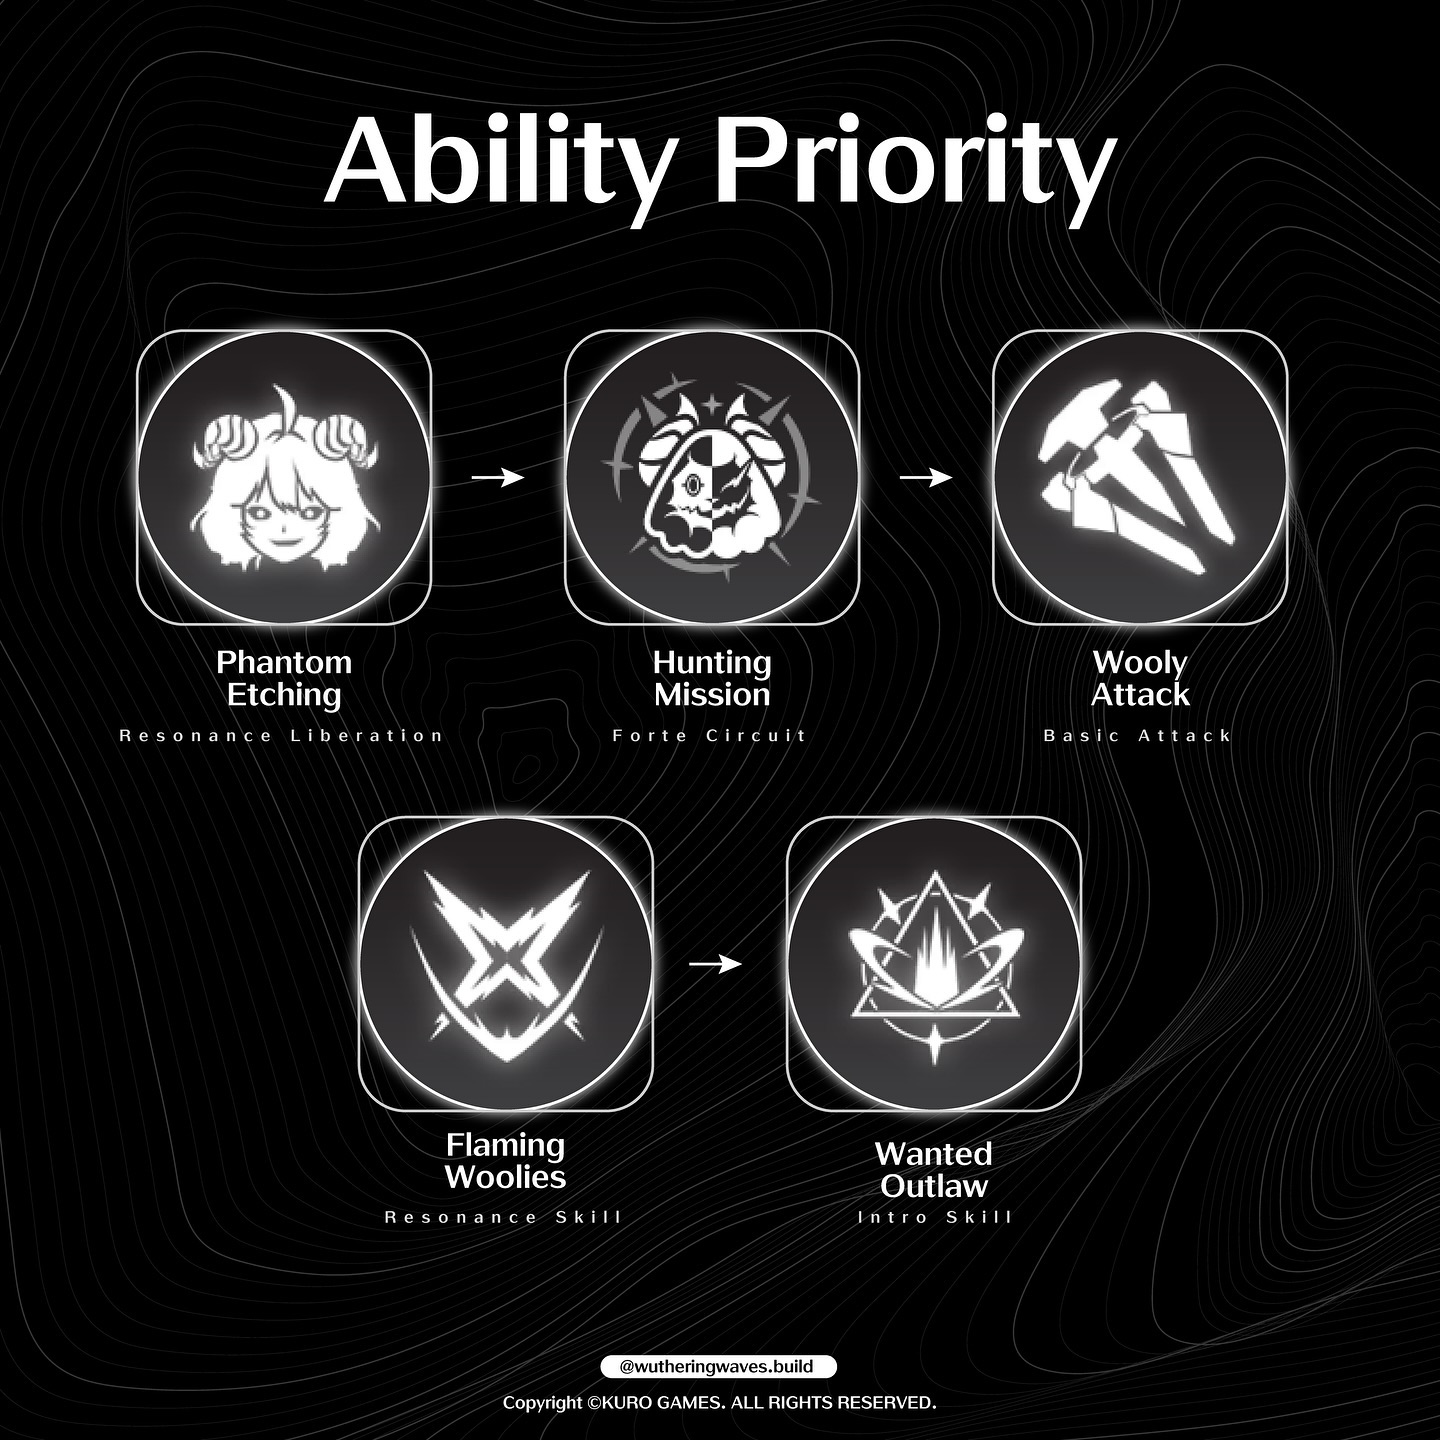 Ability Priority
Phantom
Etching
Resonance Liberation
Hunting
Mission
Forte Circuit
Wooly
Attack
Basic Attack
Flaming
Woolies
Resonance Skill
Wanted
Outlaw
Intro Skill
@wutheringwaves.build
Copyright ©KURO GAMES. ALL RIGHTS RESERVED.